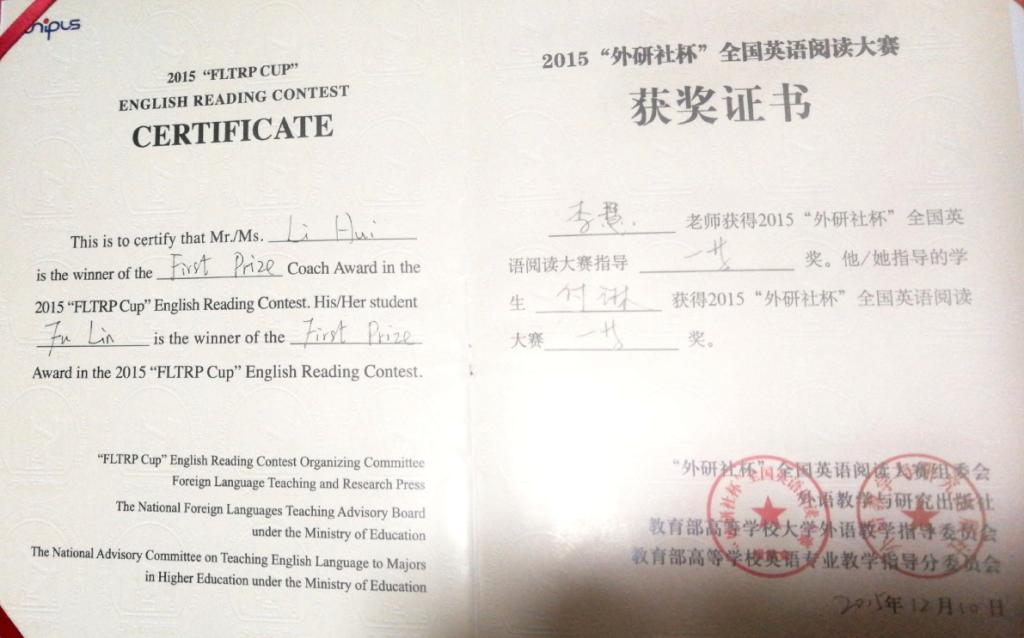 unipus
2015 “FLTRP CUP”
ENGLISH READING CONTEST
CERTIFICATE
This is to certify that Mr./Ms. Li Hui
is the winner of the First Prize Coach Award in the
2015 “FLTRP Cup” English Reading Contest. His/Her student
Fu Lin is the winner of the First Prize
Award in the 2015 “FLTRP Cup” English Reading Contest.
“FLTRP Cup” English Reading Contest Organizing Committee
Foreign Language Teaching and Research Press
The National Foreign Languages Teaching Advisory Board
under the Ministry of Education
The National Advisory Committee on Teaching English Language to Majors
in Higher Education under the Ministry of Education
2015“外研社杯”全国英语阅读大赛
获奖证书
李慧 老师获得2015“外研社杯”全国英
语阅读大赛指导 一等 奖。他/她指导的学
生 付琳 获得2015“外研社杯”全国英语阅读
大赛 一等 奖。
“外研社杯”全国英语阅读大赛组委会
外语教学与研究出版社
教育部高等学校大学外语教学指导委员会
教育部高等学校英语专业教学指导分委员会
2015年12月10日